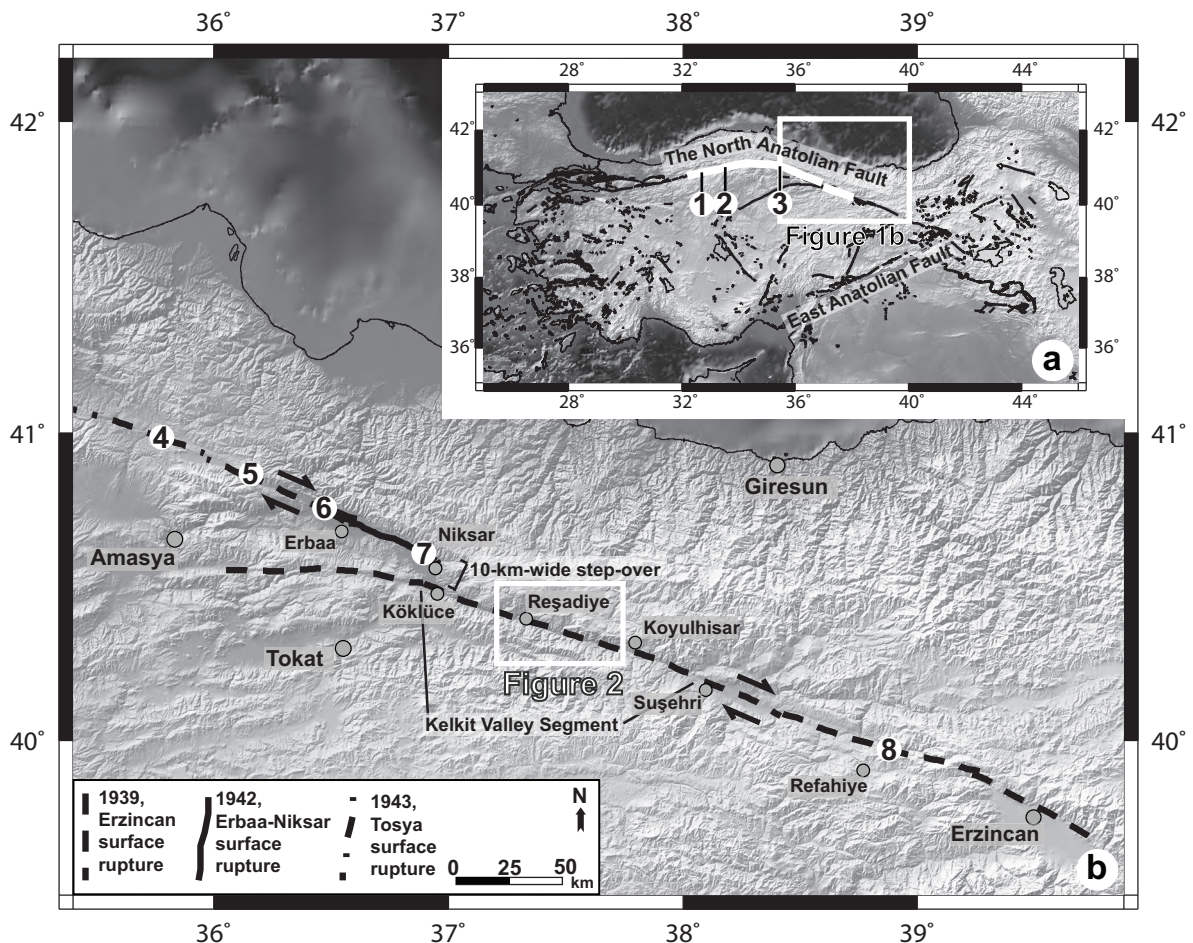 36˚ 37˚ 38˚ 39˚
28˚ 32˚ 36˚ 40˚ 44˚
42˚ 42˚
42˚ 42˚
The North Anatolian Fault
1 2 3
40˚ 40˚
Figure 1b
38˚ 38˚
East Anatolian Fault
36˚ 36˚
a
28˚ 32˚ 36˚ 40˚ 44˚
41˚ 41˚
4
5
Giresun
6
Erbaa
Niksar
7
Amasya
10-km-wide step-over
Reşadiye
Köklüce
Koyulhisar
Tokat
Figure 2
Suşehri
Kelkit Valley Segment
40˚ 40˚
8
Refahiye
Erzincan
b
1939,
Erzincan
surface
rupture
1942,
Erbaa-Niksar
surface
rupture
1943,
Tosya
surface
rupture
N
0 25 50
km
36˚ 37˚ 38˚ 39˚